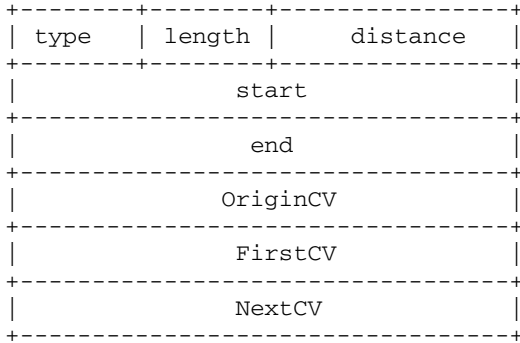 +--------+--------+----------------+
| type | length | distance |
+--------+--------+----------------+
| start |
+----------------------------------+
| end |
+----------------------------------+
| OriginCV |
+----------------------------------+
| FirstCV |
+----------------------------------+
| NextCV |
+----------------------------------+